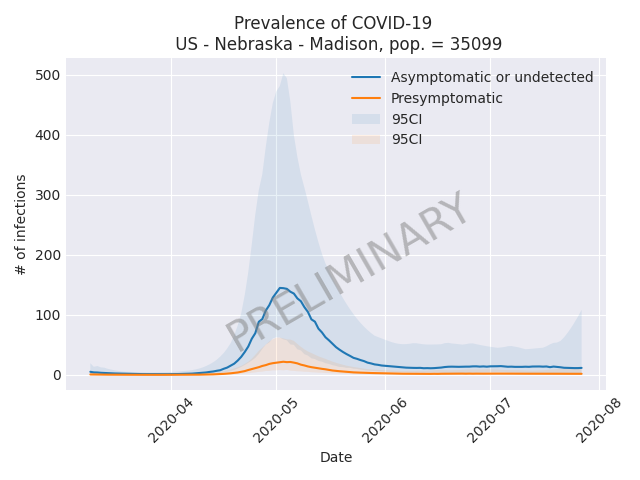 Prevalence of COVID-19
US - Nebraska - Madison, pop. = 35099
500
400
300
200
100
0
# of infections
Asymptomatic or undetected
Presymptomatic
95CI
95CI
PRELIMINARY
2020-04
2020-05
2020-06
2020-07
2020-08
Date